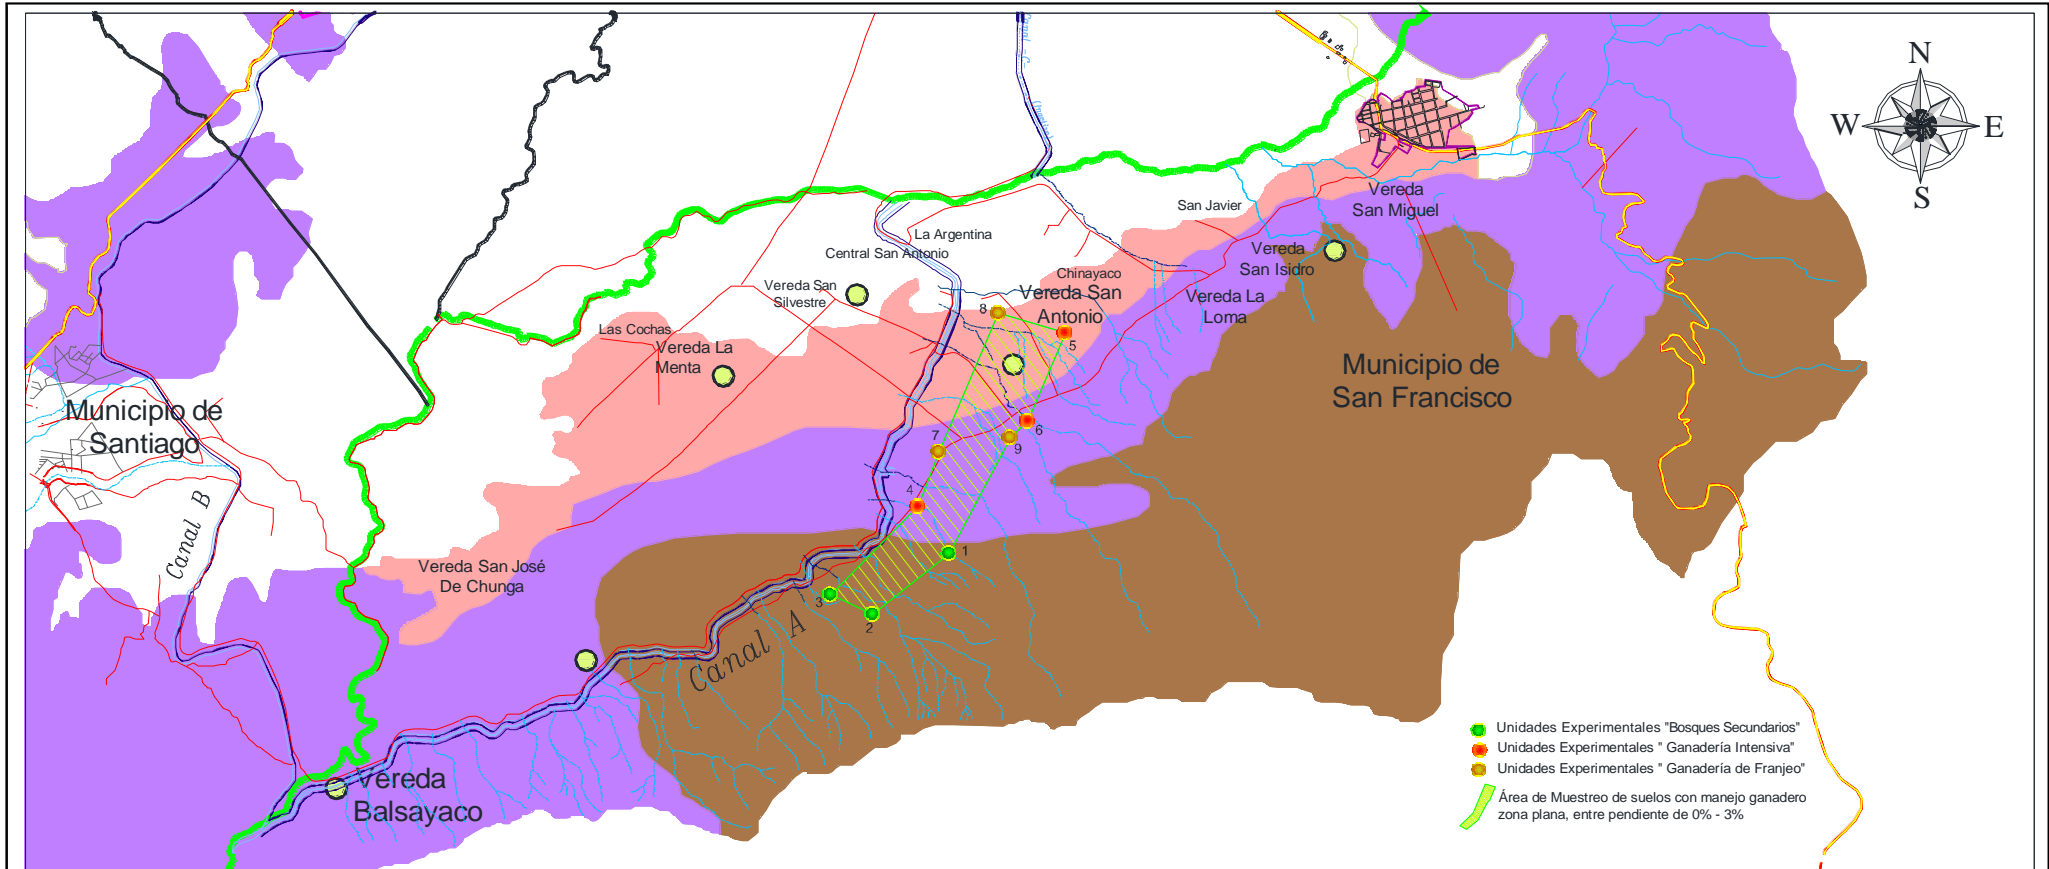 N
W
E
S
Canal C
San Javier
Vereda
San Miguel
La Argentina
Central San Antonio
Vereda
San Isidro
Chinayaco
Vereda San
Antonio
Vereda San
Silvestre
Vereda La
Loma
Las Cochas
Vereda La
Menta
8
5
Municipio de
San Francisco
Municipio de
Santiago
6
9
7
4
Canal B
1
Vereda San José
De Chunga
3
2
Canal A
Vereda
Balsayaco
Unidades Experimentales "Bosques Secundarios"
Unidades Experimentales " Ganadería Intensiva"
Unidades Experimentales " Ganadería de Franjeo"
Área de Muestreo de suelos con manejo ganadero
zona plana, entre pendiente de 0% - 3%